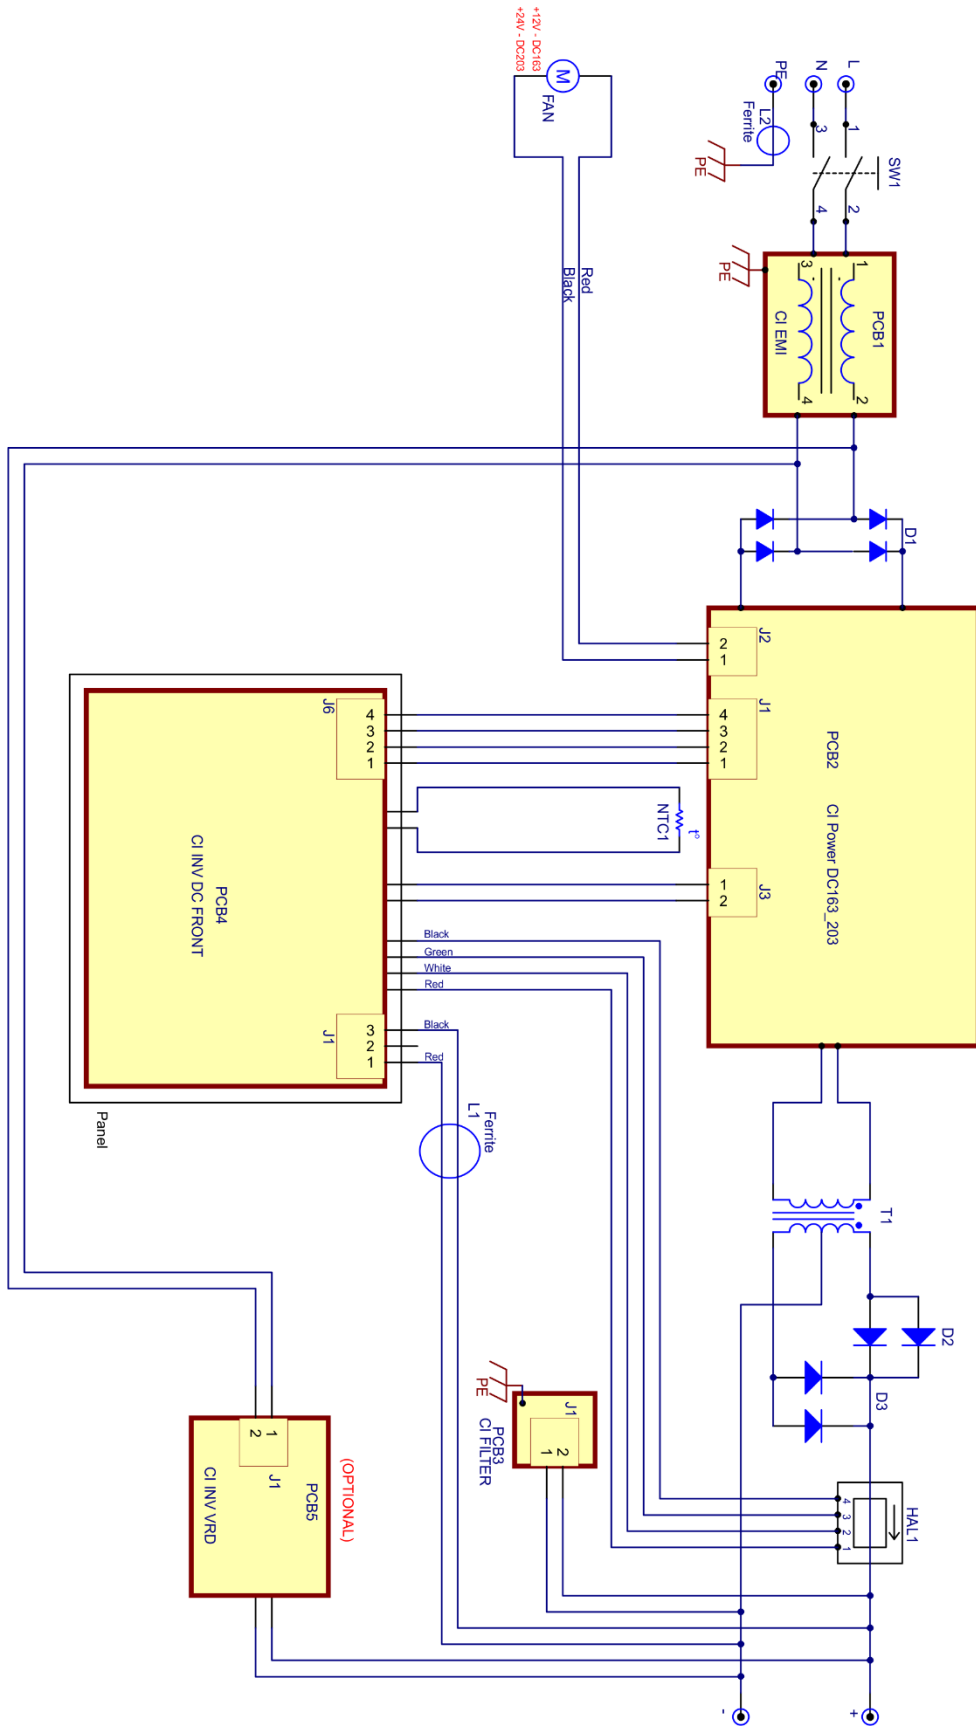 +12V - DC163
+24V - DC203
M
FAN
L
N
PE
L2
Ferrite
PE
1
3
SW1
2
4
Red
Black
PE
1
3
PCB1
CI EMI
2
4
D1
J2
2
1
J1
4
3
2
1
PCB2
CI Power DC163_203
J6
4
3
2
1
NTC1
t°
J3
1
2
PCB4
CI INV DC FRONT
Black
Green
White
Red
J1
3
2
1
Black
Red
Panel
Ferrite
L1
T1
D2
D3
PE
J1
1
2
PCB3
CI FILTER
HAL1
4
3
2
1
J1
2
1
PCB5
CI INV VRD
(OPTIONAL)
-
+